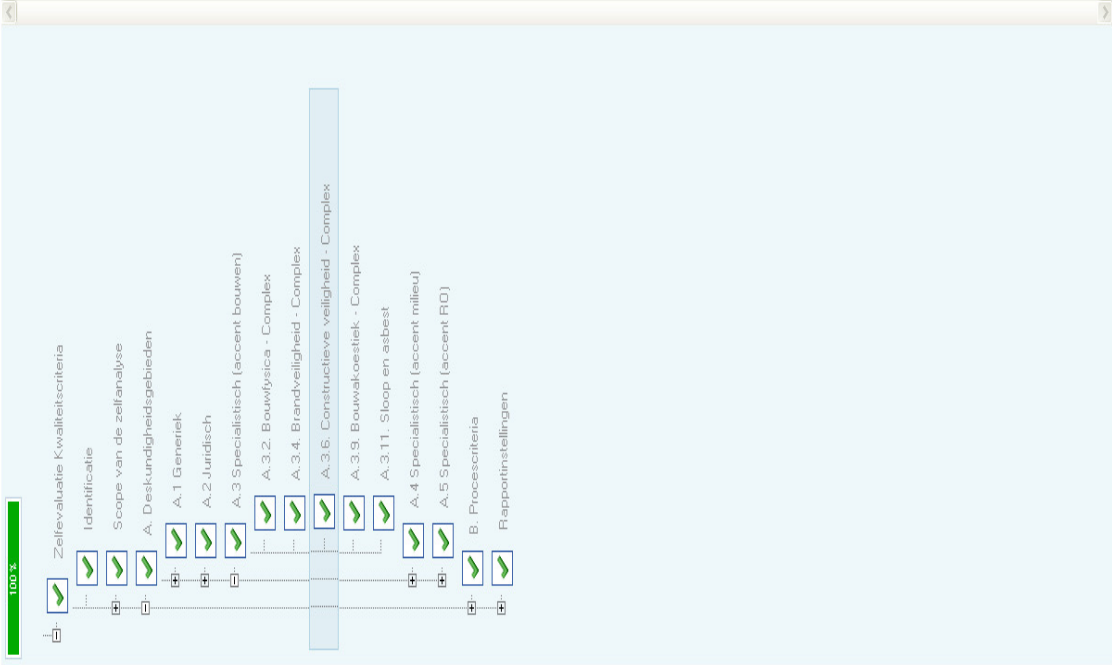 100 %
Zelfevaluatie Kwaliteitscriteria
Identificatie
Scope van de zelfanalyse
A. Deskundigheidsgebieden
A.1 Generiek
A.2 Juridisch
A.3 Specialistisch (accent bouwen)
A.3.2. Bouwfysica - Complex
A.3.4. Brandveiligheid - Complex
A.3.6. Constructieve veiligheid - Complex
A.3.9. Bouwakoestiek - Complex
A.3.11. Sloop en asbest
A.4 Specialistisch (accent milieu)
A.5 Specialistisch (accent RO)
B. Procescriteria
Rapportinstellingen